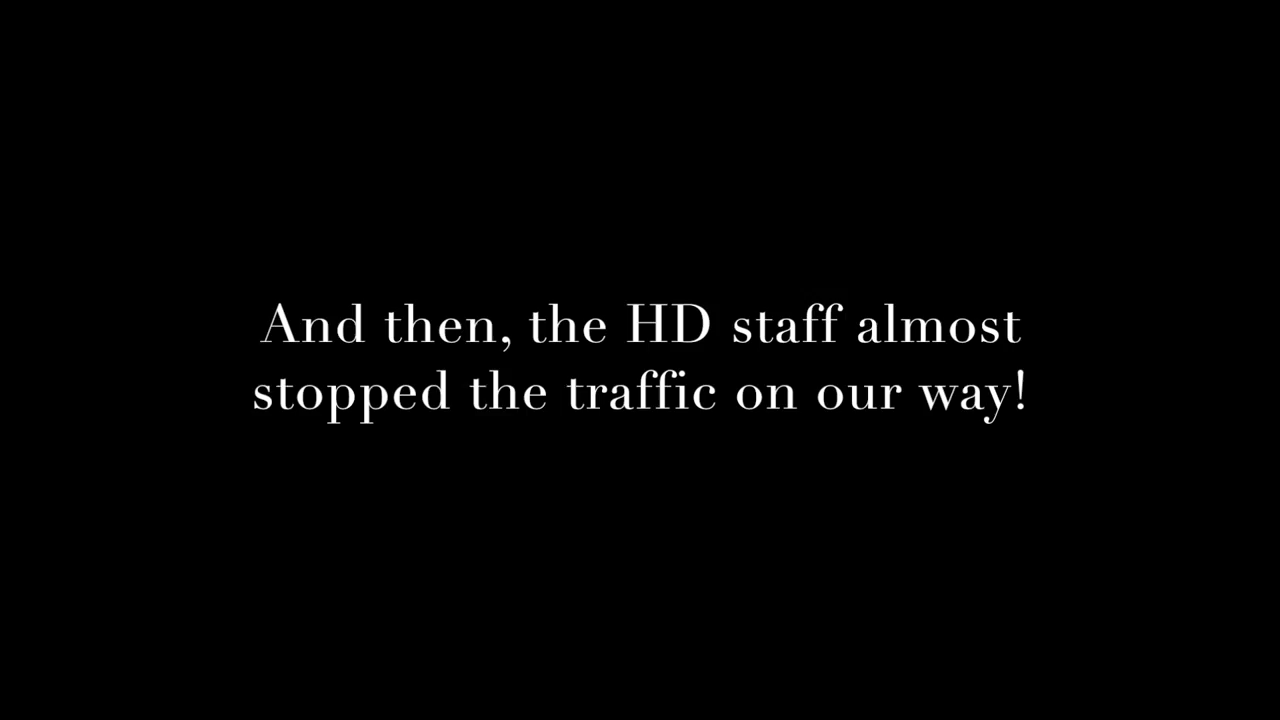 And then, the HD staff almost
stopped the traffic on our way!